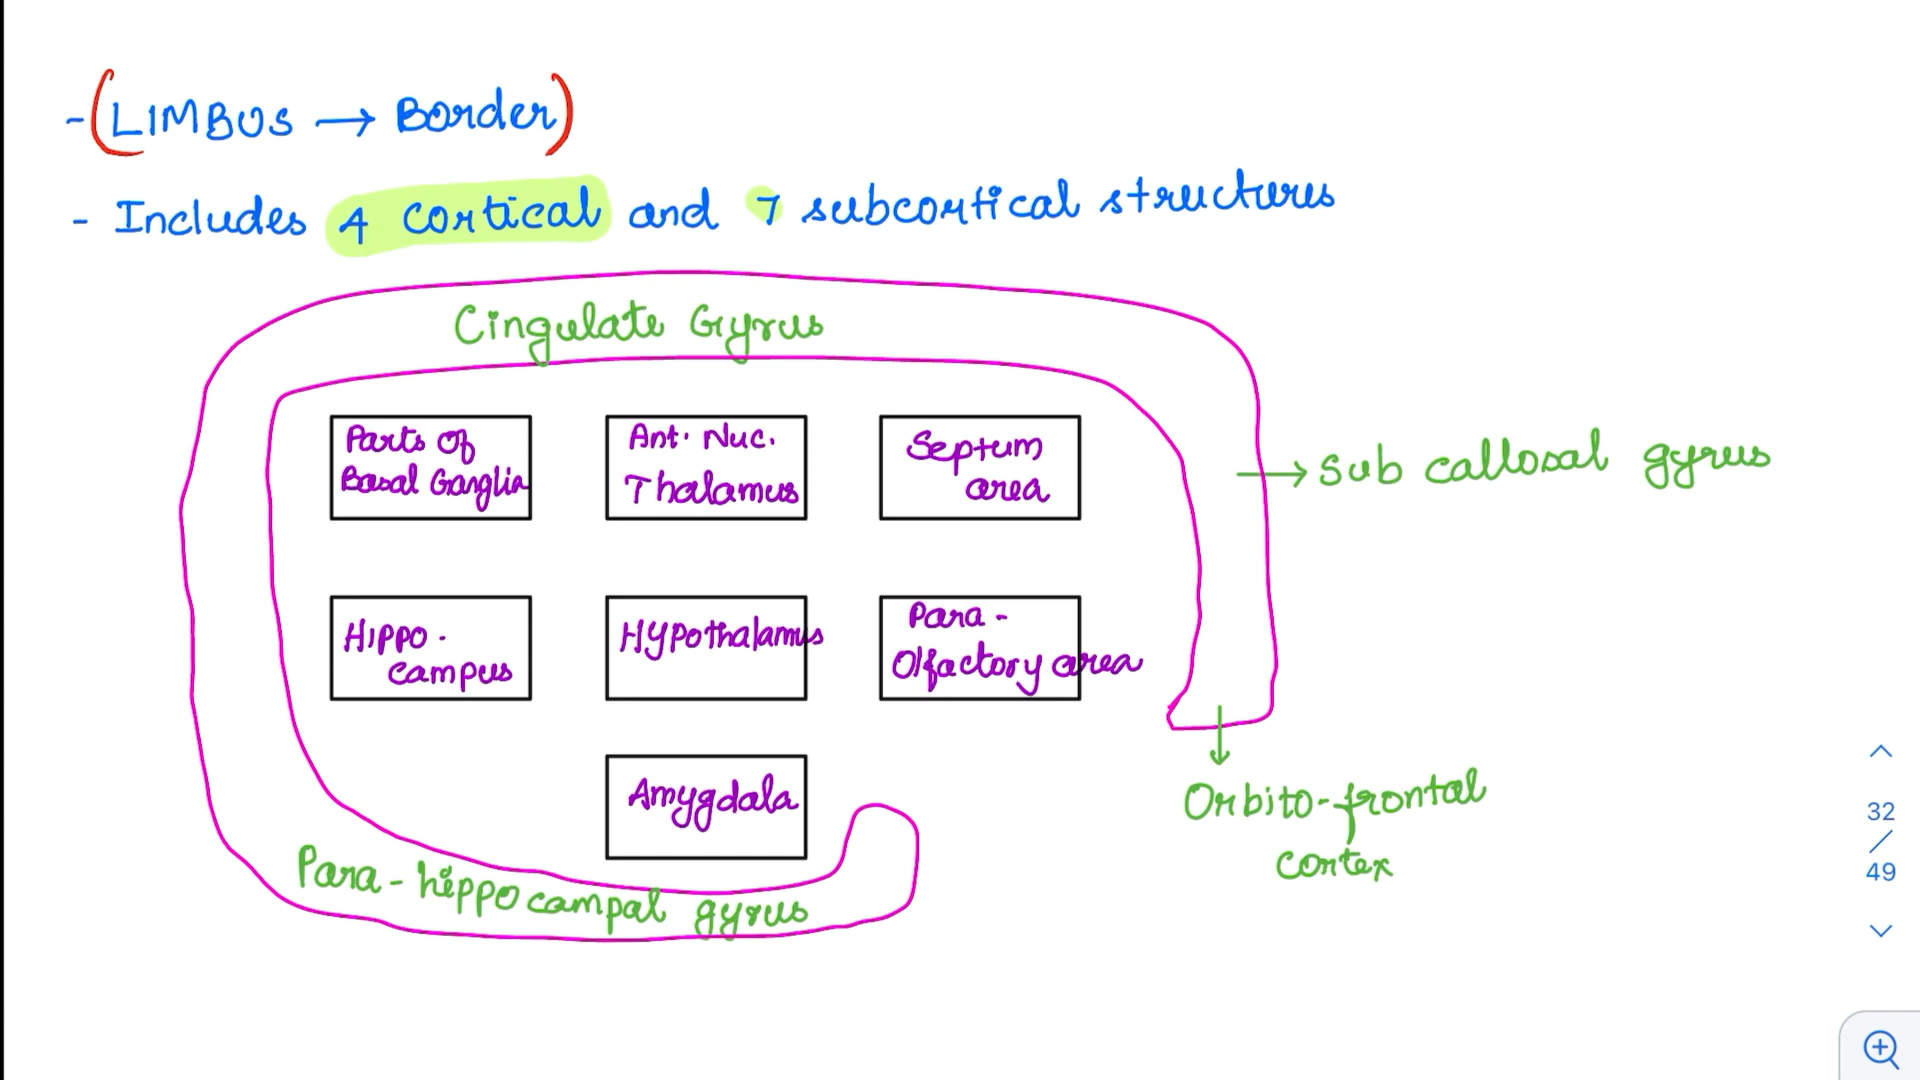 - (LIMBUS → Border)
- Includes 4 cortical and 7 subcortical structures
Cingulate Gyrus
Parts Of
Basal Ganglia
Ant. Nuc.
Thalamus
Septum
area
→ Sub callosal gyrus
Hippo-
campus
Hypothalamus
Para -
Olfactory area
Amygdala
Orbito-frontal
cortex
Para-hippocampal gyrus
32
/
49